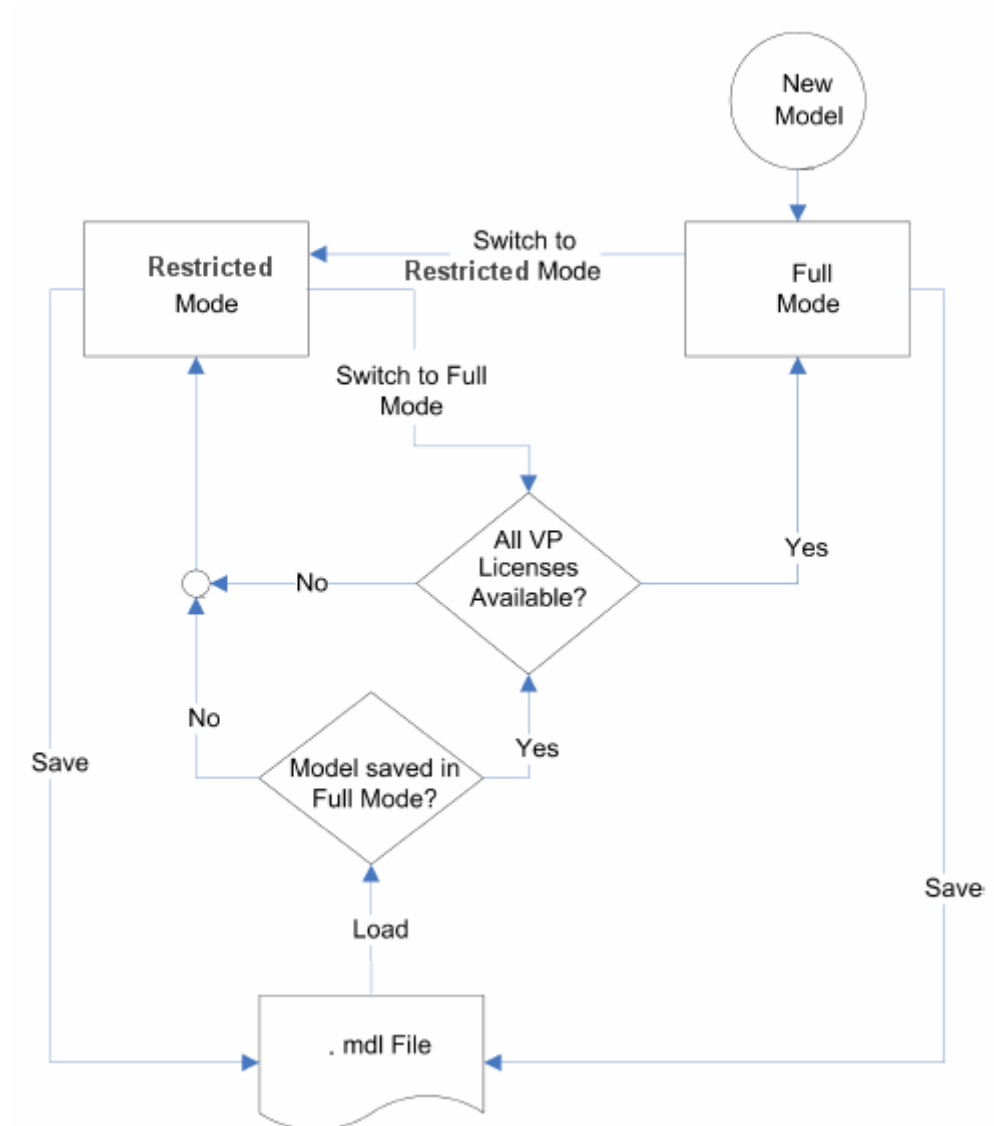 New
Model
Switch to
Restricted Mode
Restricted
Mode
Full
Mode
Switch to Full
Mode
All VP
Licenses
Available?
Yes
No
No
Yes
Model saved in
Full Mode?
Save
Save
Load
. mdl File